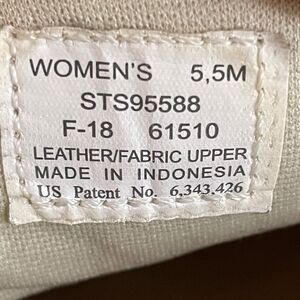 WOMEN'S 5,5M
STS95588
F-18 61510
LEATHER/FABRIC UPPER
MADE IN INDONESIA
US Patent No. 6,343,426